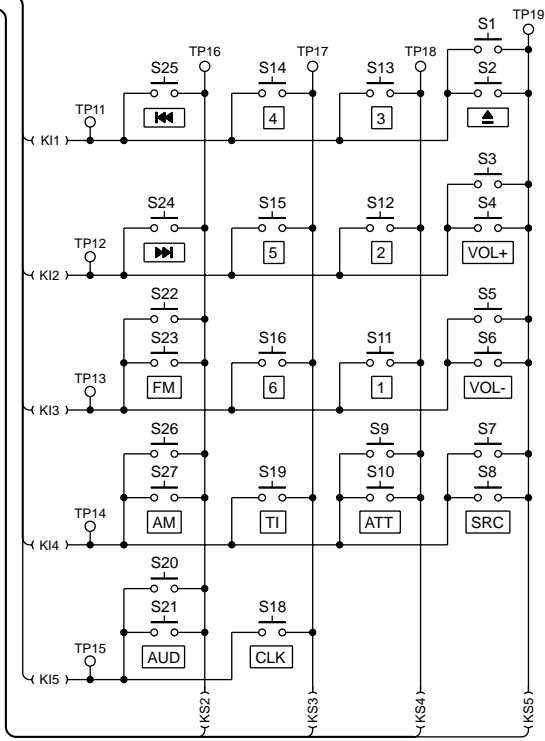 S1 TP19
TP16 TP17 TP18
S25 S14 S13 S2
TP11
4 3
KI1
S3
S24 S15 S12 S4
TP12
5 2 VOL+
KI2
S22 S5
S23 S16 S11 S6
TP13
FM 6 1 VOL-
KI3
S26 S9 S7
S27 S19 S10 S8
TP14
AM TI ATT SRC
KI4
S20
S21 S18
TP15
AUD CLK
KI5
KS2 KS3 KS4 KS5